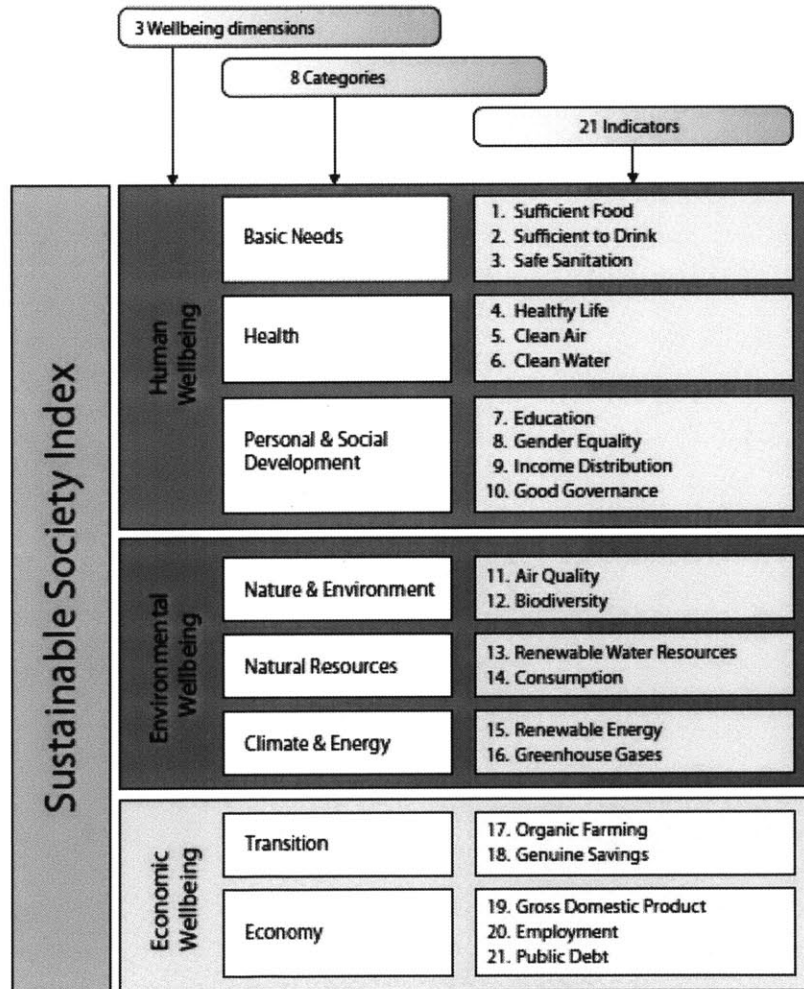 3 Wellbeing dimensions
8 Categories
21 Indicators
Sustainable Society Index
Human
Wellbeing
Basic Needs
1. Sufficient Food
2. Sufficient to Drink
3. Safe Sanitation
Health
4. Healthy Life
5. Clean Air
6. Clean Water
Personal & Social
Development
7. Education
8. Gender Equality
9. Income Distribution
10. Good Governance
Environmental
Wellbeing
Nature & Environment
11. Air Quality
12. Biodiversity
Natural Resources
13. Renewable Water Resources
14. Consumption
Climate & Energy
15. Renewable Energy
16. Greenhouse Gases
Economic
Wellbeing
Transition
17. Organic Farming
18. Genuine Savings
Economy
19. Gross Domestic Product
20. Employment
21. Public Debt